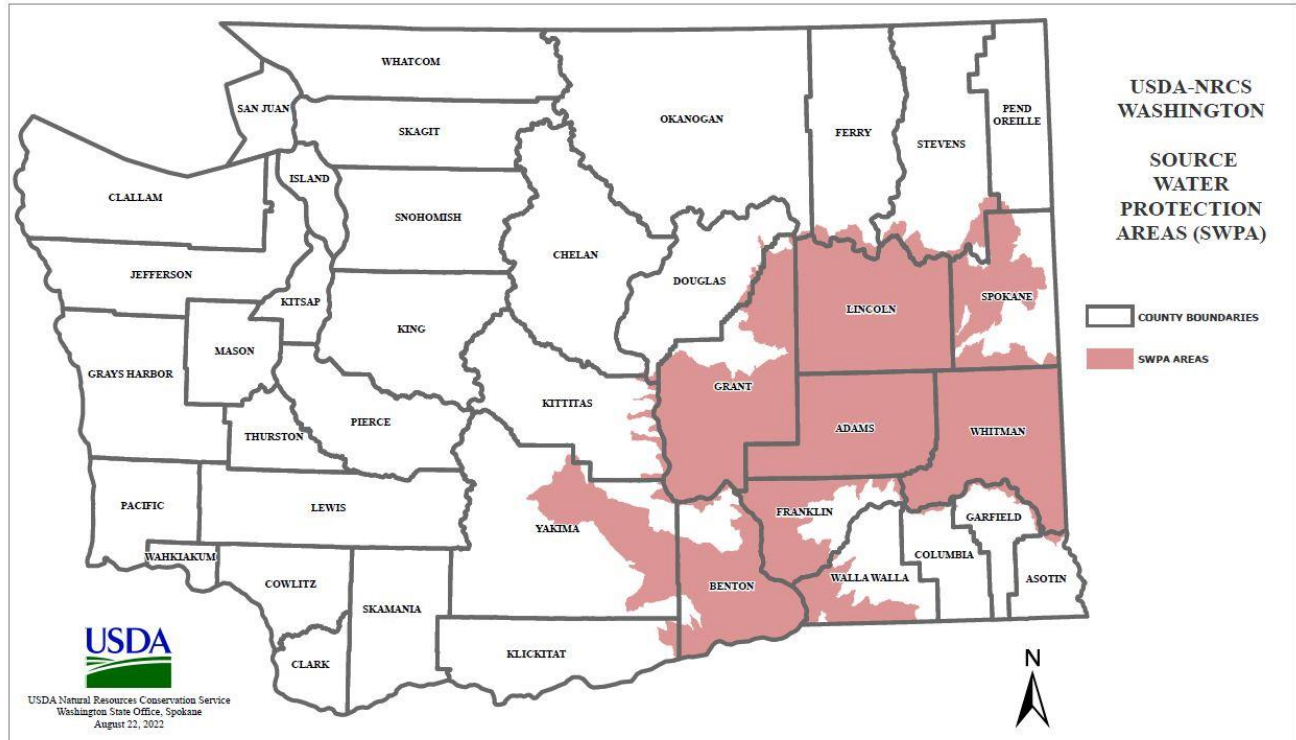 USDA-NRCS
WASHINGTON
SOURCE
WATER
PROTECTION
AREAS (SWPA)
COUNTY BOUNDARIES
SWPA AREAS
WHATCOM
SAN JUAN
SKAGIT
OKANOGAN
FERRY
STEVENS
PEND
OREILLE
ISLAND
CLALLAM
SNOHOMISH
CHELAN
JEFFERSON
KITSAP
DOUGLAS
KING
LINCOLN
SPOKANE
MASON
GRAYS HARBOR
GRANT
KITTITAS
PIERCE
THURSTON
ADAMS
WHITMAN
PACIFIC
LEWIS
YAKIMA
FRANKLIN
GARFIELD
WAHKIAKUM
COLUMBIA
COWLITZ
SKAMANIA
BENTON
WALLA WALLA
ASOTIN
KLICKITAT
CLARK
USDA
USDA Natural Resources Conservation Service
Washington State Office, Spokane
August 22, 2022
N